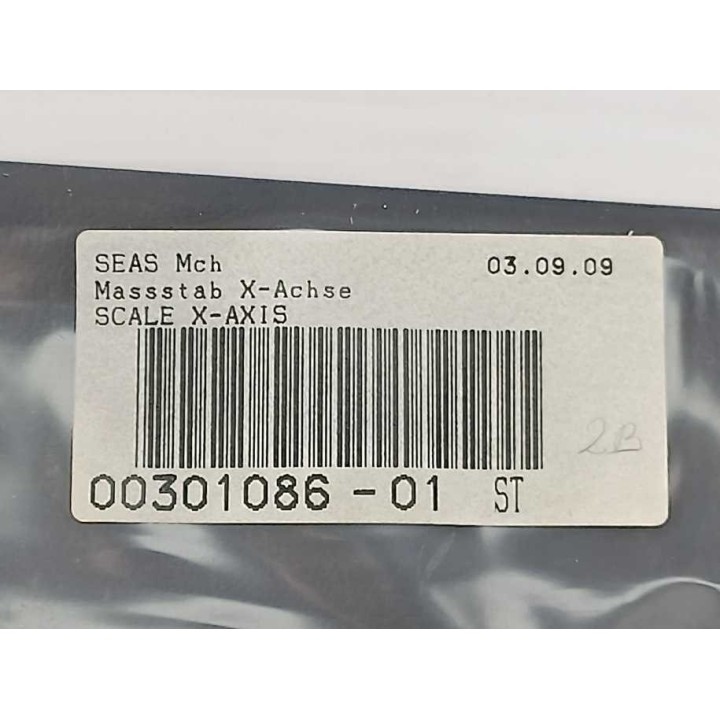 SEAS Mch 03.09.09
Massstab X-Achse
SCALE X-AXIS
2B
00301086-01 ST